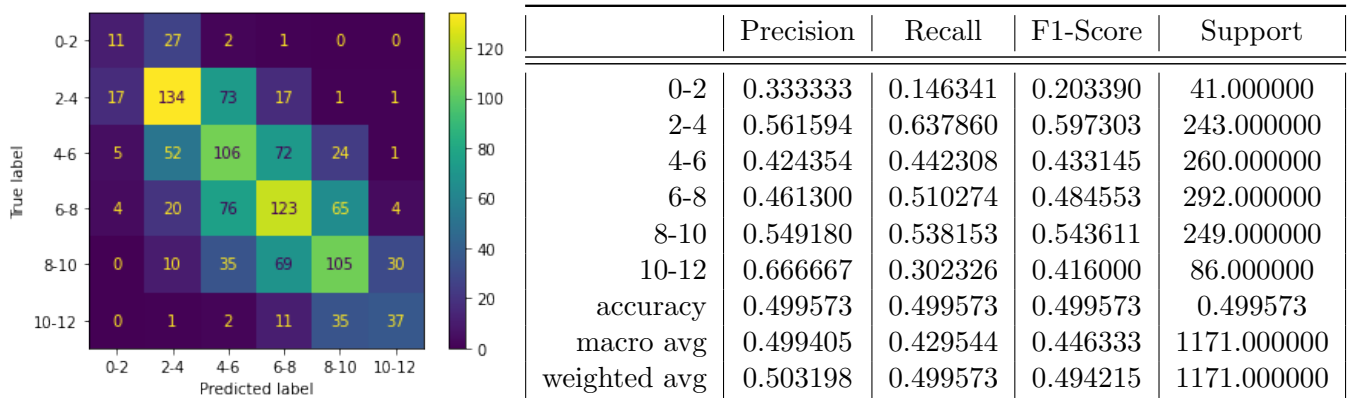 0-2 11 27 2 1 0 0
2-4 17 134 73 17 1 1
4-6 5 52 106 72 24 1
6-8 4 20 76 123 65 4
8-10 0 10 35 69 105 30
10-12 0 1 2 11 35 37
0-2 2-4 4-6 6-8 8-10 10-12
Predicted label
True label
120
100
80
60
40
20
0
Precision Recall F1-Score Support
0-2 0.333333 0.146341 0.203390 41.000000
2-4 0.561594 0.637860 0.597303 243.000000
4-6 0.424354 0.442308 0.433145 260.000000
6-8 0.461300 0.510274 0.484553 292.000000
8-10 0.549180 0.538153 0.543611 249.000000
10-12 0.666667 0.302326 0.416000 86.000000
accuracy 0.499573 0.499573 0.499573 0.499573
macro avg 0.499405 0.429544 0.446333 1171.000000
weighted avg 0.503198 0.499573 0.494215 1171.000000